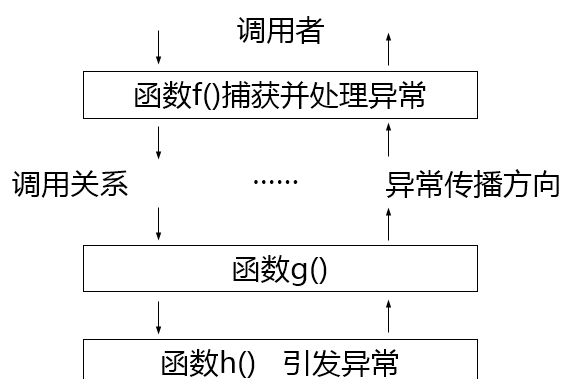 调用者
函数f()捕获并处理异常
调用关系
……
异常传播方向
函数g()
函数h() 引发异常